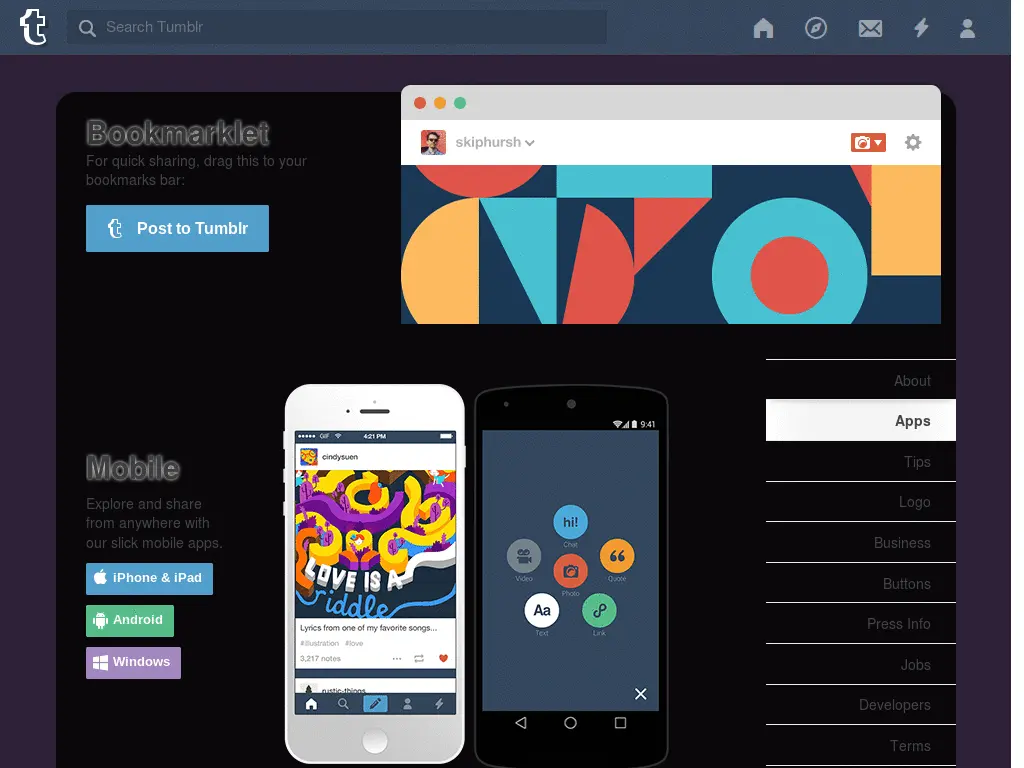 Search Tumblr
Bookmarklet
For quick sharing, drag this to your
bookmarks bar:
Post to Tumblr
skiphursh
About
Apps
Tips
Logo
Business
Buttons
Press Info
Jobs
Developers
Terms
Mobile
Explore and share
from anywhere with
our slick mobile apps.
iPhone & iPad
Android
Windows
GIF 4:21 PM
cindysuen
LOVE IS A
riddle
Lyrics from one of my favorite songs...
#illustration #love
3,217 notes
rustic-things
9:41
hi!
Chat
Video
Quote
Photo
Aa
Text
Link